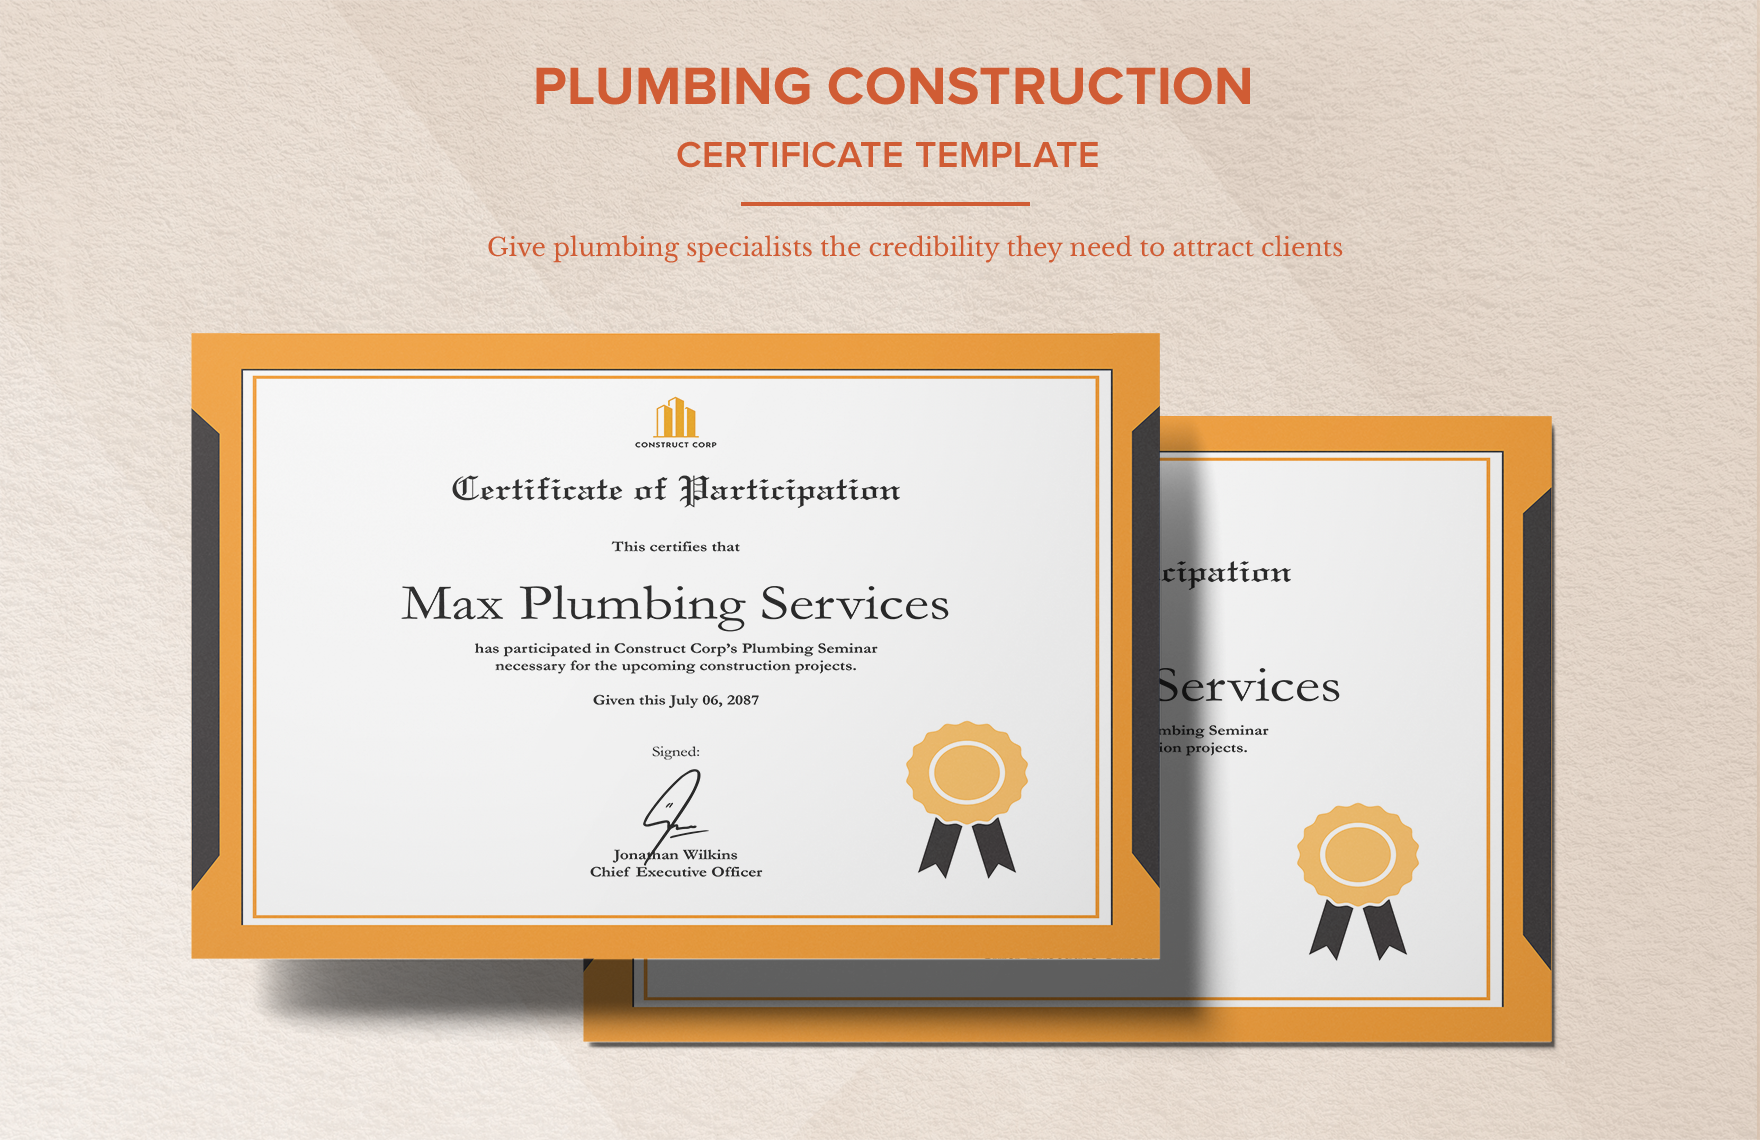 PLUMBING CONSTRUCTION
CERTIFICATE TEMPLATE
Give plumbing specialists the credibility they need to attract clients
CONSTRUCT CORP
Certificate of Participation
This certifies that
Max Plumbing Services
has participated in Construct Corp's Plumbing Seminar
necessary for the upcoming construction projects.
Given this July 06, 2087
Signed:
Jonathan Wilkins
Chief Executive Officer
cipation
Services
mbing Seminar
ion projects.